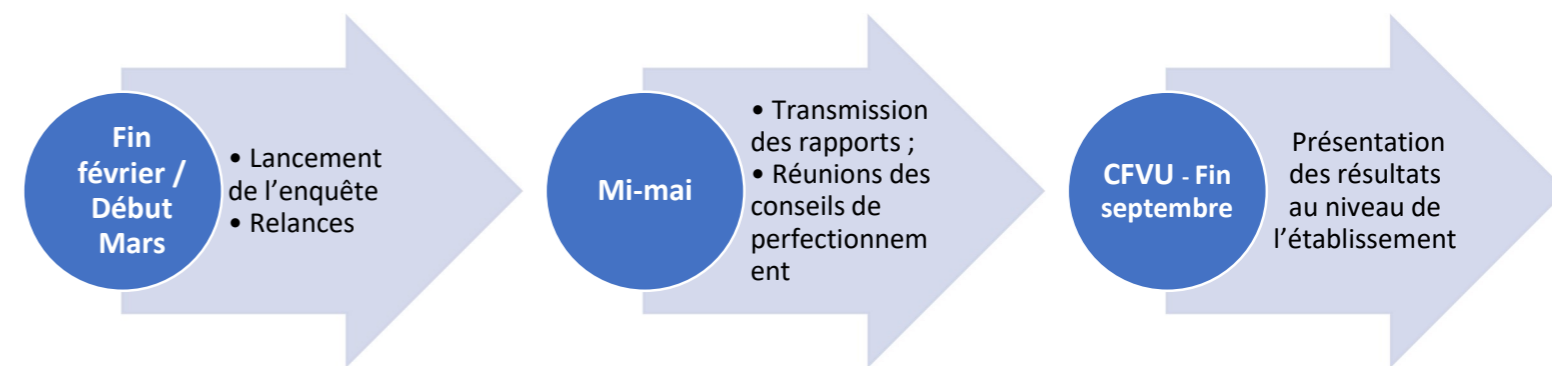 Fin
février /
Début
Mars
• Lancement
de l’enquête
• Relances
Mi-mai
• Transmission
des rapports ;
• Réunions des
conseils de
perfectionnem
ent
CFVU - Fin
septembre
Présentation
des résultats
au niveau de
l’établissement